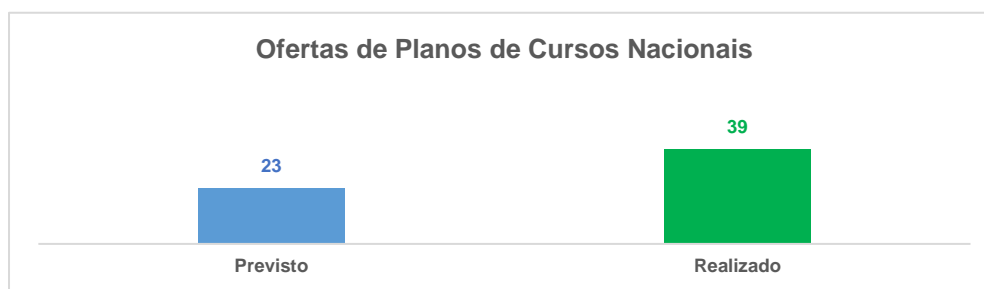 Ofertas de Planos de Cursos Nacionais
39
23
Previsto
Realizado